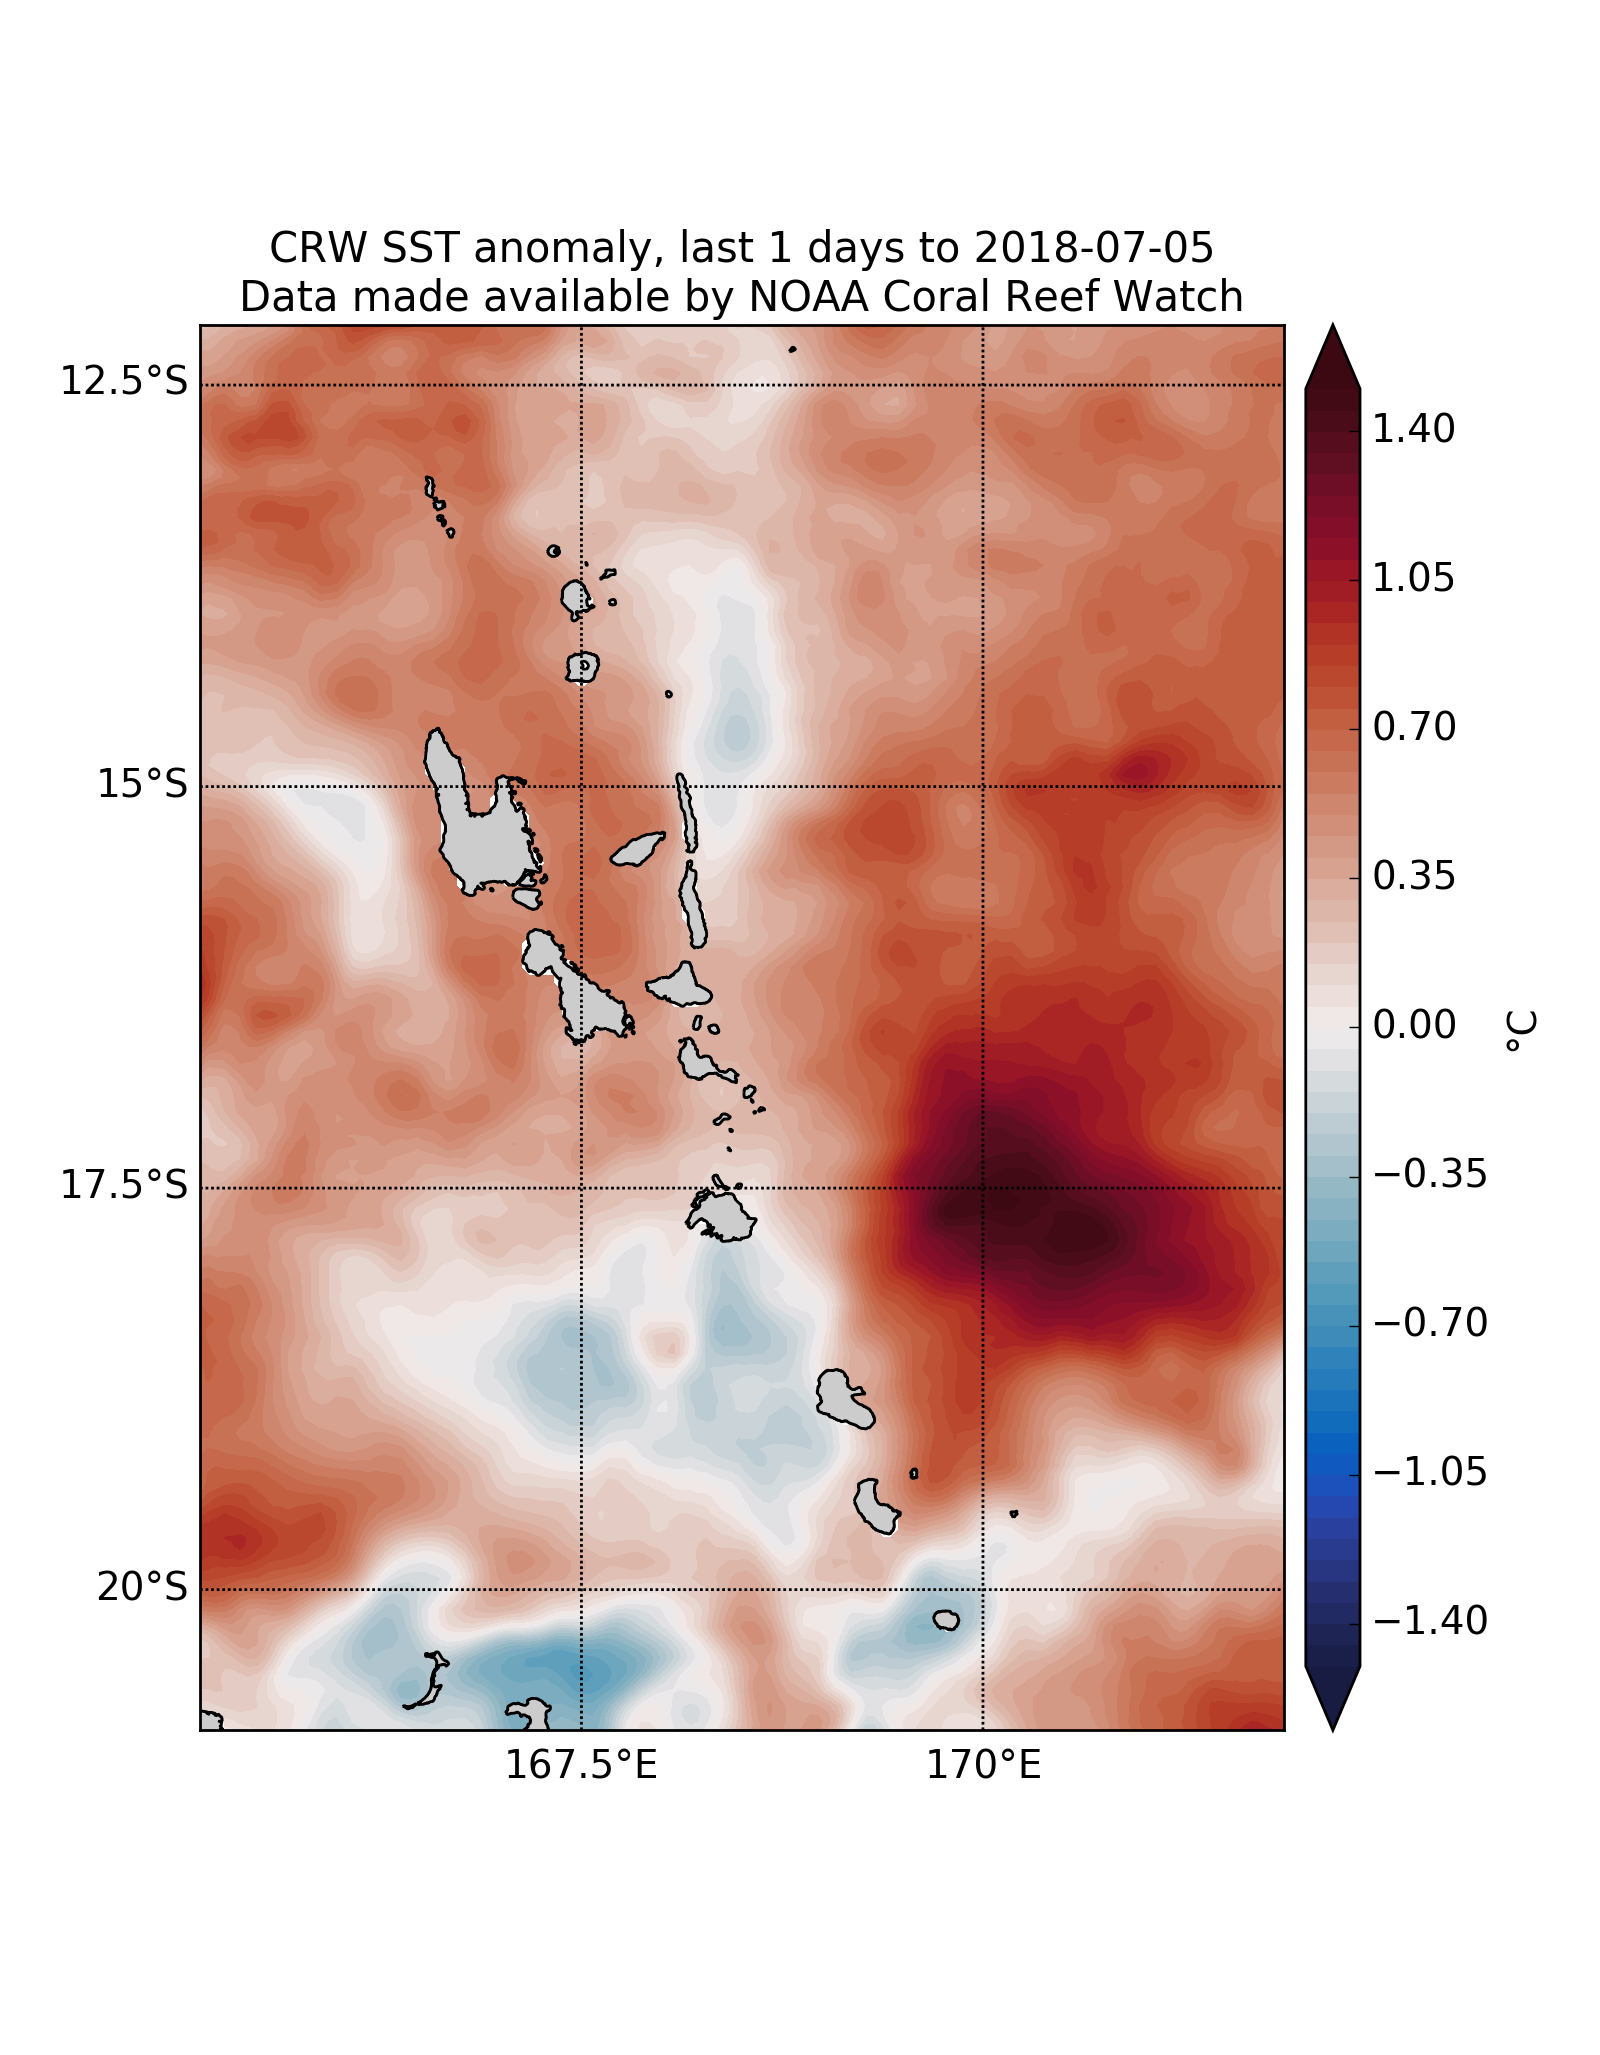 CRW SST anomaly, last 1 days to 2018-07-05
Data made available by NOAA Coral Reef Watch
12.5°S
15°S
17.5°S
20°S
167.5°E
170°E
1.40
1.05
0.70
0.35
0.00
−0.35
−0.70
−1.05
−1.40
°C